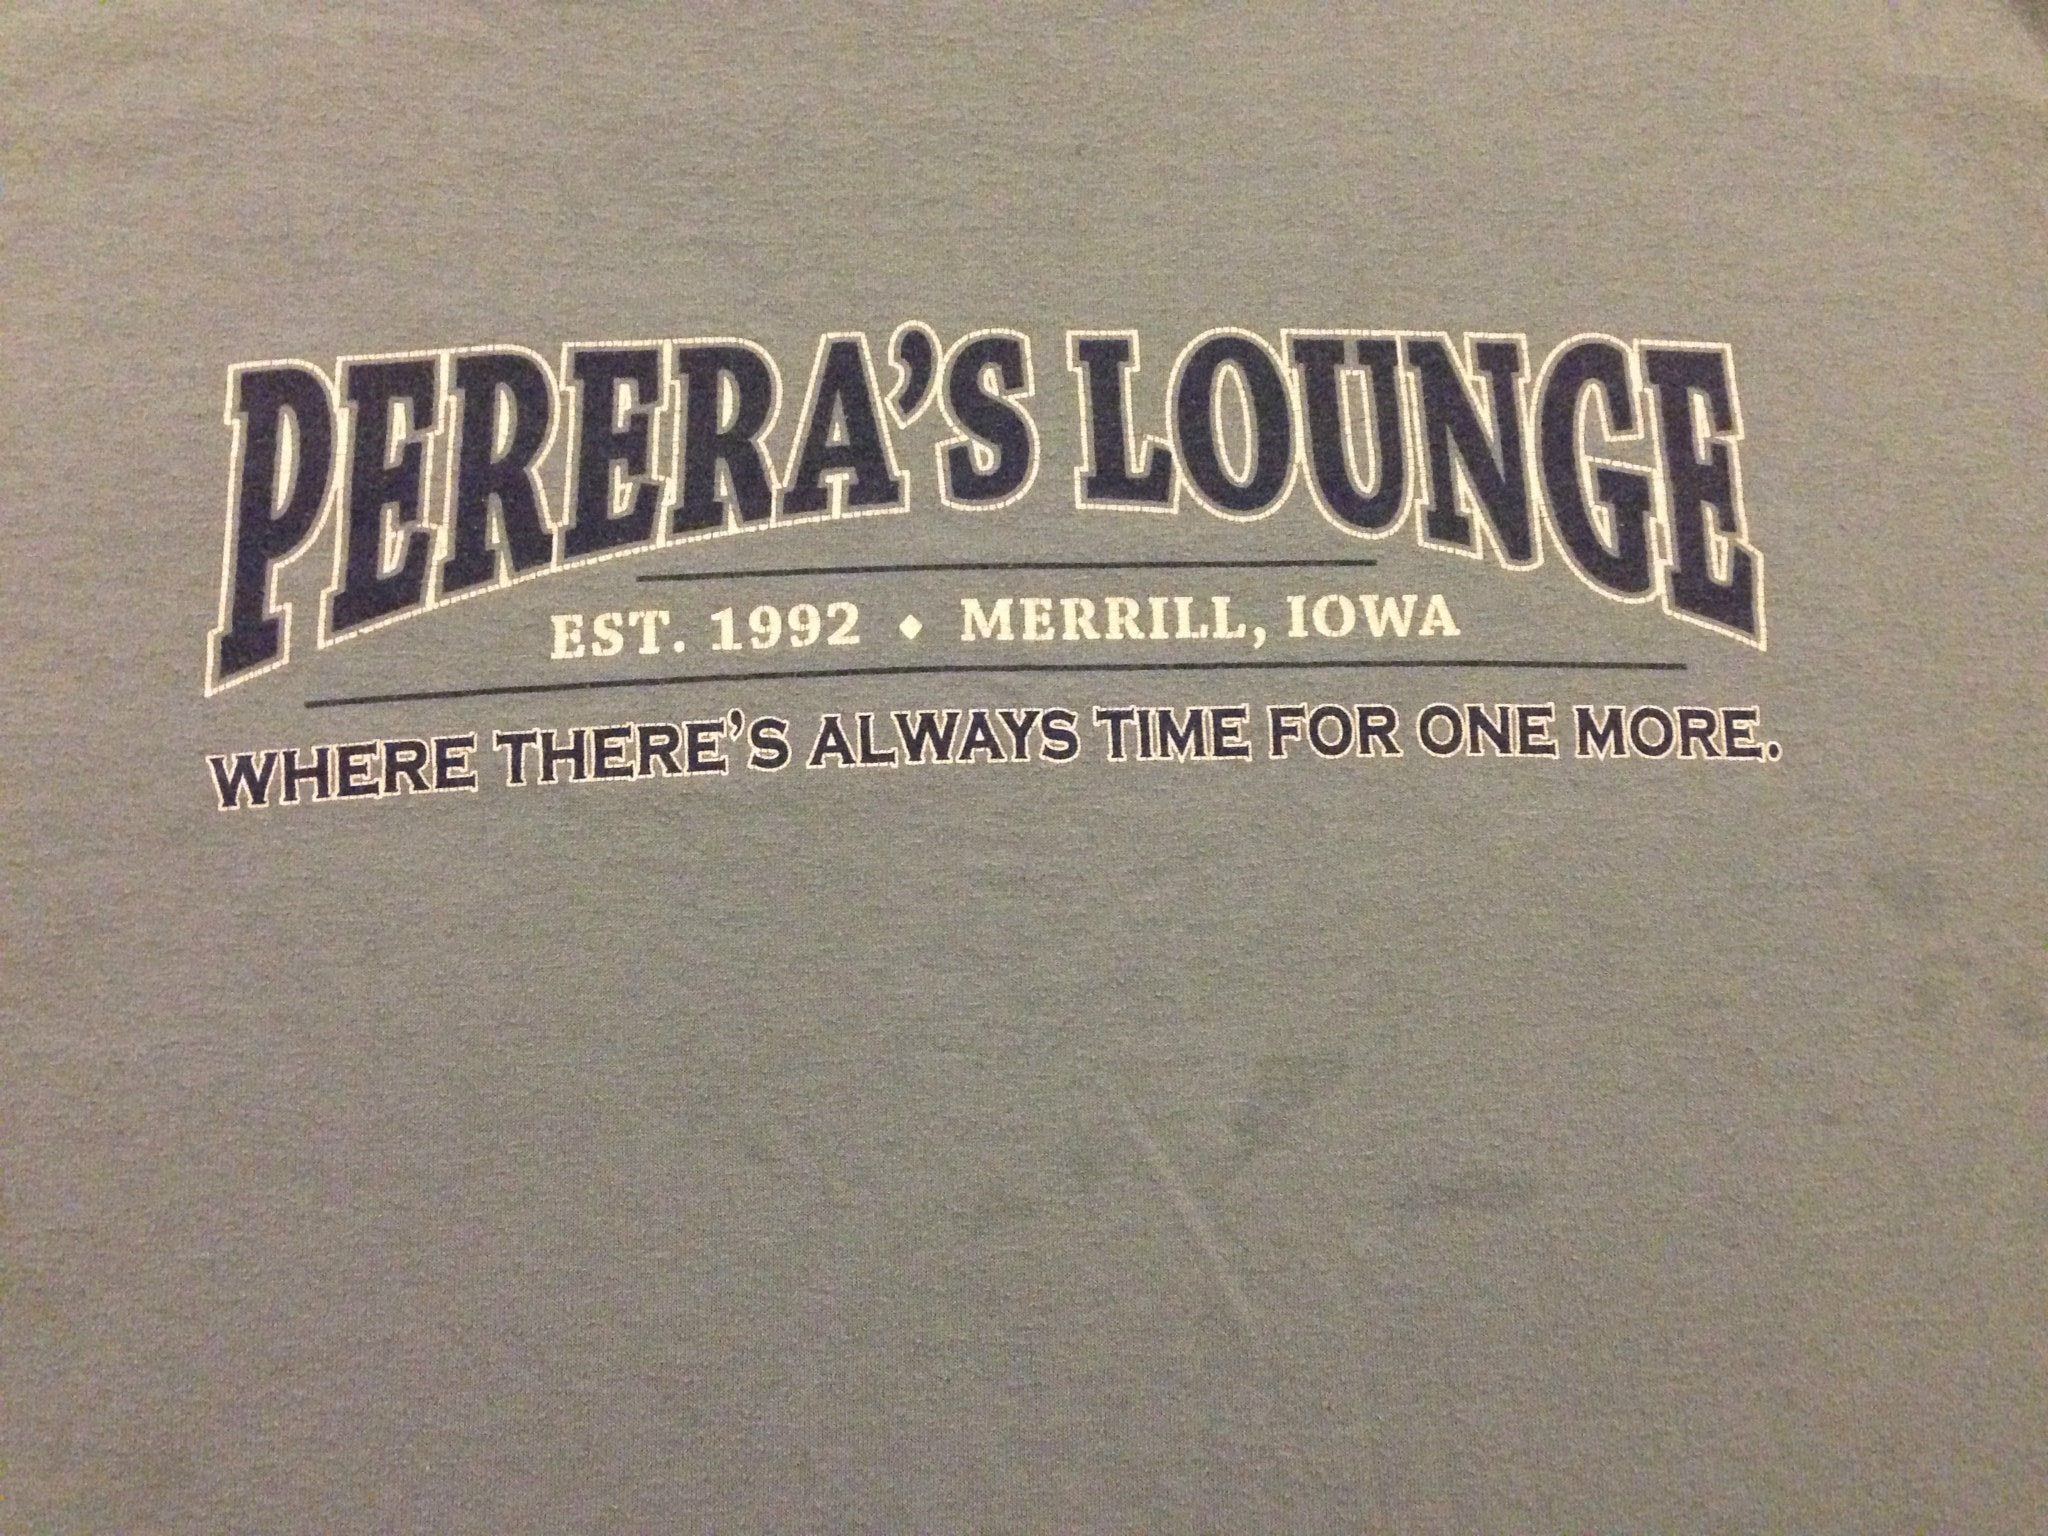 PERERA'S LOUNGE
EST. 1992 ⬥ MERRILL, IOWA
WHERE THERE'S ALWAYS TIME FOR ONE MORE.